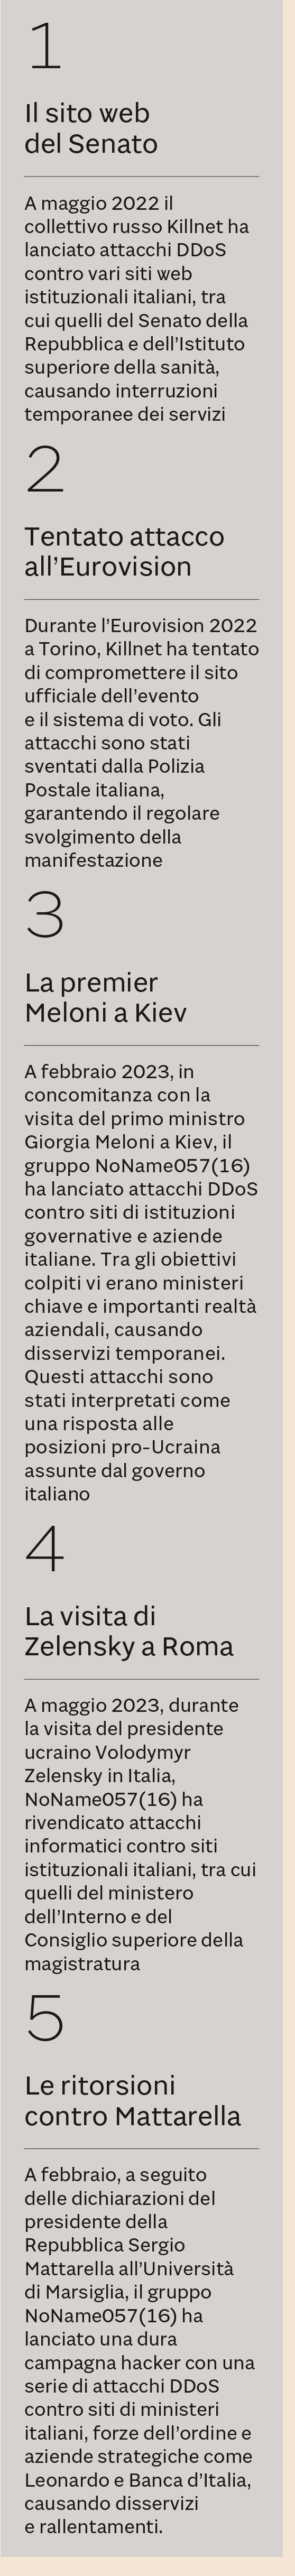 1
Il sito web
del Senato
A maggio 2022 il
collettivo russo Killnet ha
lanciato attacchi DDoS
contro vari siti web
istituzionali italiani, tra
cui quelli del Senato della
Repubblica e dell'Istituto
superiore della sanità,
causando interruzioni
temporanee dei servizi
2
Tentato attacco
all'Eurovision
Durante l'Eurovision 2022
a Torino, Killnet ha tentato
di compromettere il sito
ufficiale dell'evento
e il sistema di voto. Gli
attacchi sono stati
sventati dalla Polizia
Postale italiana,
garantendo il regolare
svolgimento della
manifestazione
3
La premier
Meloni a Kiev
A febbraio 2023, in
concomitanza con la
visita del primo ministro
Giorgia Meloni a Kiev, il
gruppo NoName057(16)
ha lanciato attacchi DDoS
contro siti di istituzioni
governative e aziende
italiane. Tra gli obiettivi
colpiti vi erano ministeri
chiave e importanti realtà
aziendali, causando
disservizi temporanei.
Questi attacchi sono
stati interpretati come
una risposta alle
posizioni pro-Ucraina
assunte dal governo
italiano
4
La visita di
Zelensky a Roma
A maggio 2023, durante
la visita del presidente
ucraino Volodymyr
Zelensky in Italia,
NoName057(16) ha
rivendicato attacchi
informatici contro siti
istituzionali italiani, tra cui
quelli del ministero
dell'Interno e del
Consiglio superiore della
magistratura
5
Le ritorsioni
contro Mattarella
A febbraio, a seguito
delle dichiarazioni del
presidente della
Repubblica Sergio
Mattarella all'Università
di Marsiglia, il gruppo
NoName057(16) ha
lanciato una dura
campagna hacker con una
serie di attacchi DDoS
contro siti di ministeri
italiani, forze dell'ordine e
aziende strategiche come
Leonardo e Banca d'Italia,
causando disservizi
e rallentamenti.